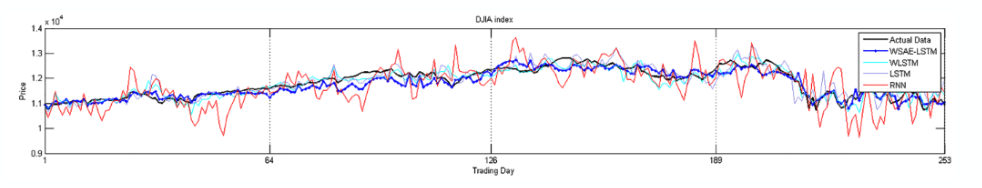 DJIA index
x 10^4
1.4
1.3
1.2
1.1
1
0.9
Price
1
64
126
189
253
Trading Day
Actual Data
WSAE-LSTM
WLSTM
LSTM
RNN